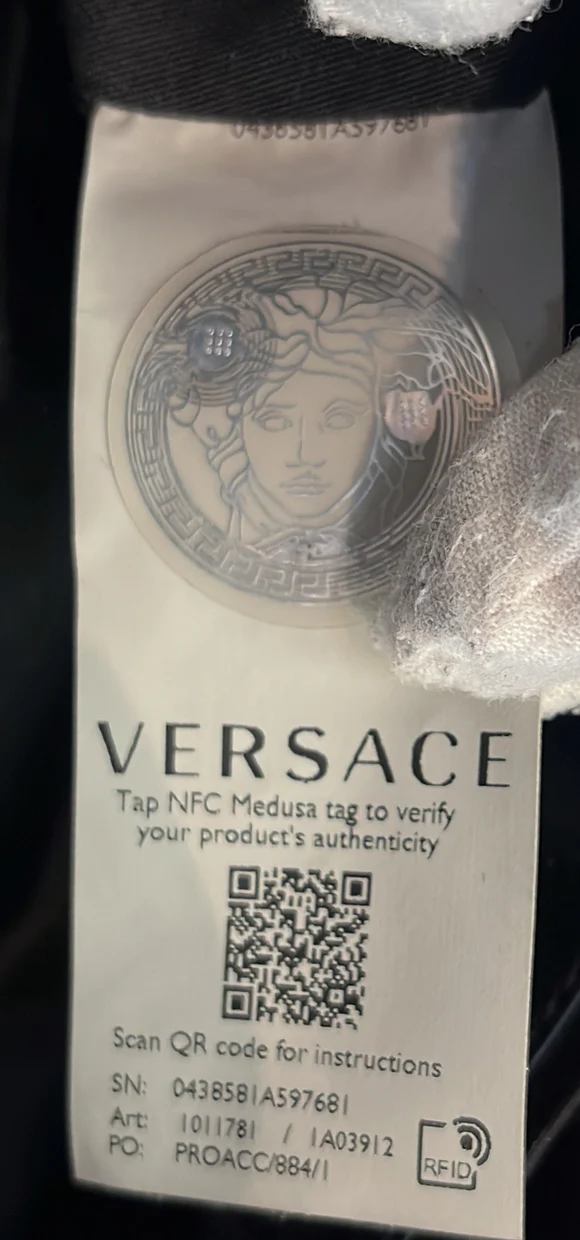 0438581A597681
VERSACE
Tap NFC Medusa tag to verify
your product's authenticity
Scan QR code for instructions
SN: 0438581A597681
Art: 1011781 / 1A03912
PO: PROACC/884/1
RFID